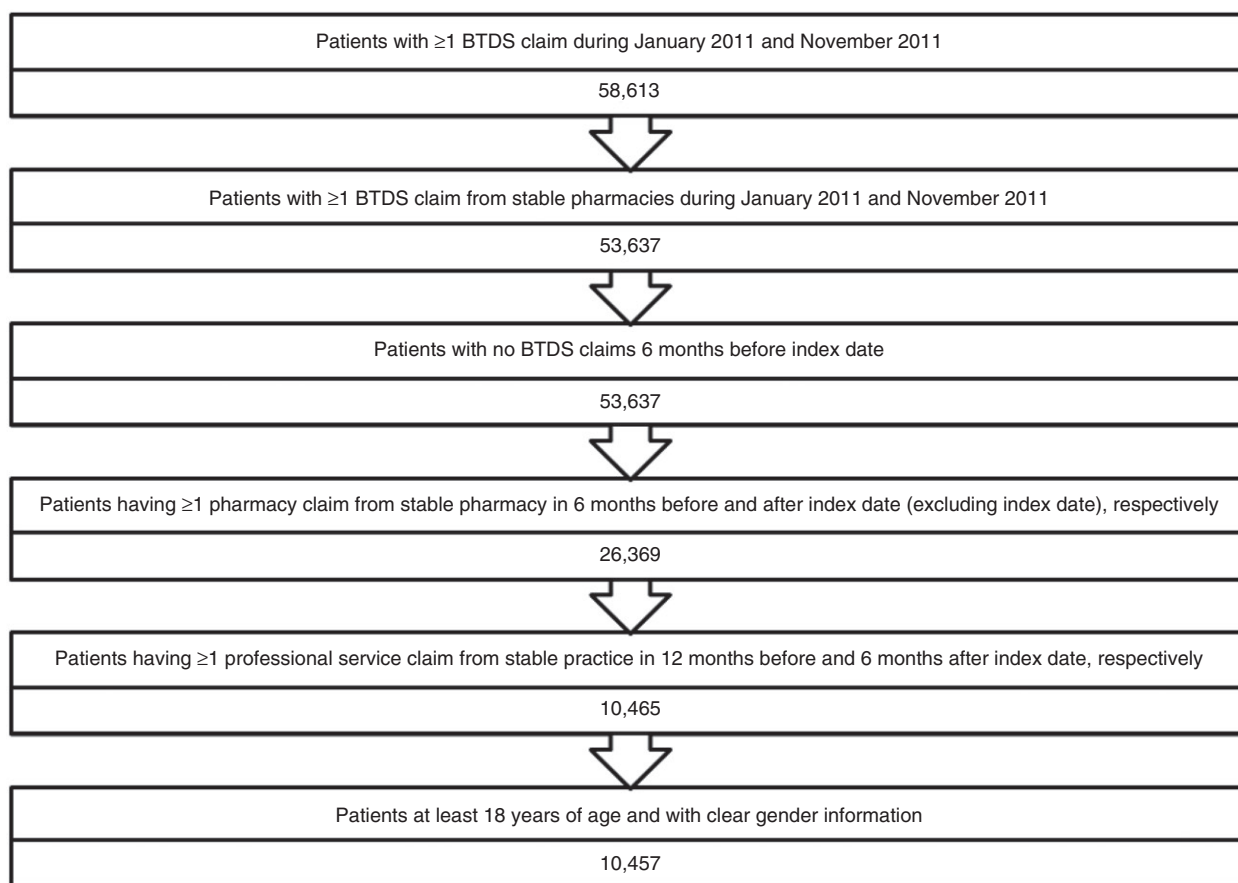 Patients with ≥1 BTDS claim during January 2011 and November 2011
58,613
Patients with ≥1 BTDS claim from stable pharmacies during January 2011 and November 2011
53,637
Patients with no BTDS claims 6 months before index date
53,637
Patients having ≥1 pharmacy claim from stable pharmacy in 6 months before and after index date (excluding index date), respectively
26,369
Patients having ≥1 professional service claim from stable practice in 12 months before and 6 months after index date, respectively
10,465
Patients at least 18 years of age and with clear gender information
10,457